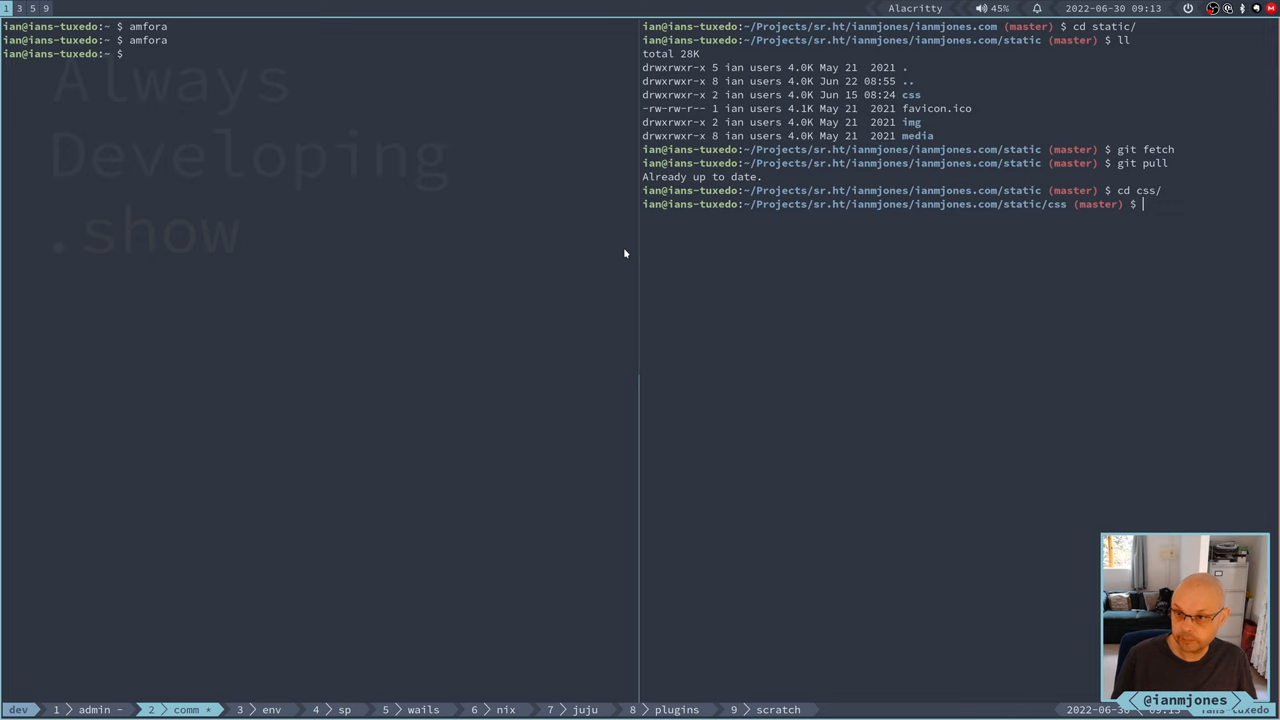 1 3 5 9
Alacritty 45% 2022-06-30 09:13
ian@ians-tuxedo:~ $ amfora
ian@ians-tuxedo:~ $ amfora
ian@ians-tuxedo:~ $
Always
Developing
.show
ian@ians-tuxedo:~/Projects/sr.ht/ianmjones/ianmjones.com (master) $ cd static/
ian@ians-tuxedo:~/Projects/sr.ht/ianmjones/ianmjones.com/static (master) $ ll
total 28K
drwxrwxr-x 5 ian users 4.0K May 21  2021 .
drwxrwxr-x 8 ian users 4.0K Jun 22 08:55 ..
drwxrwxr-x 2 ian users 4.0K Jun 15 08:24 css
-rw-rw-r-- 1 ian users 4.1K May 21  2021 favicon.ico
drwxrwxr-x 2 ian users 4.0K May 21  2021 img
drwxrwxr-x 8 ian users 4.0K May 21  2021 media
ian@ians-tuxedo:~/Projects/sr.ht/ianmjones/ianmjones.com/static (master) $ git fetch
ian@ians-tuxedo:~/Projects/sr.ht/ianmjones/ianmjones.com/static (master) $ git pull
Already up to date.
ian@ians-tuxedo:~/Projects/sr.ht/ianmjones/ianmjones.com/static (master) $ cd css/
ian@ians-tuxedo:~/Projects/sr.ht/ianmjones/ianmjones.com/static/css (master) $
@ianmjones
dev 1 admin - 2 comm * 3 env 4 sp 5 wails 6 nix 7 juju 8 plugins 9 scratch 2022-06-30